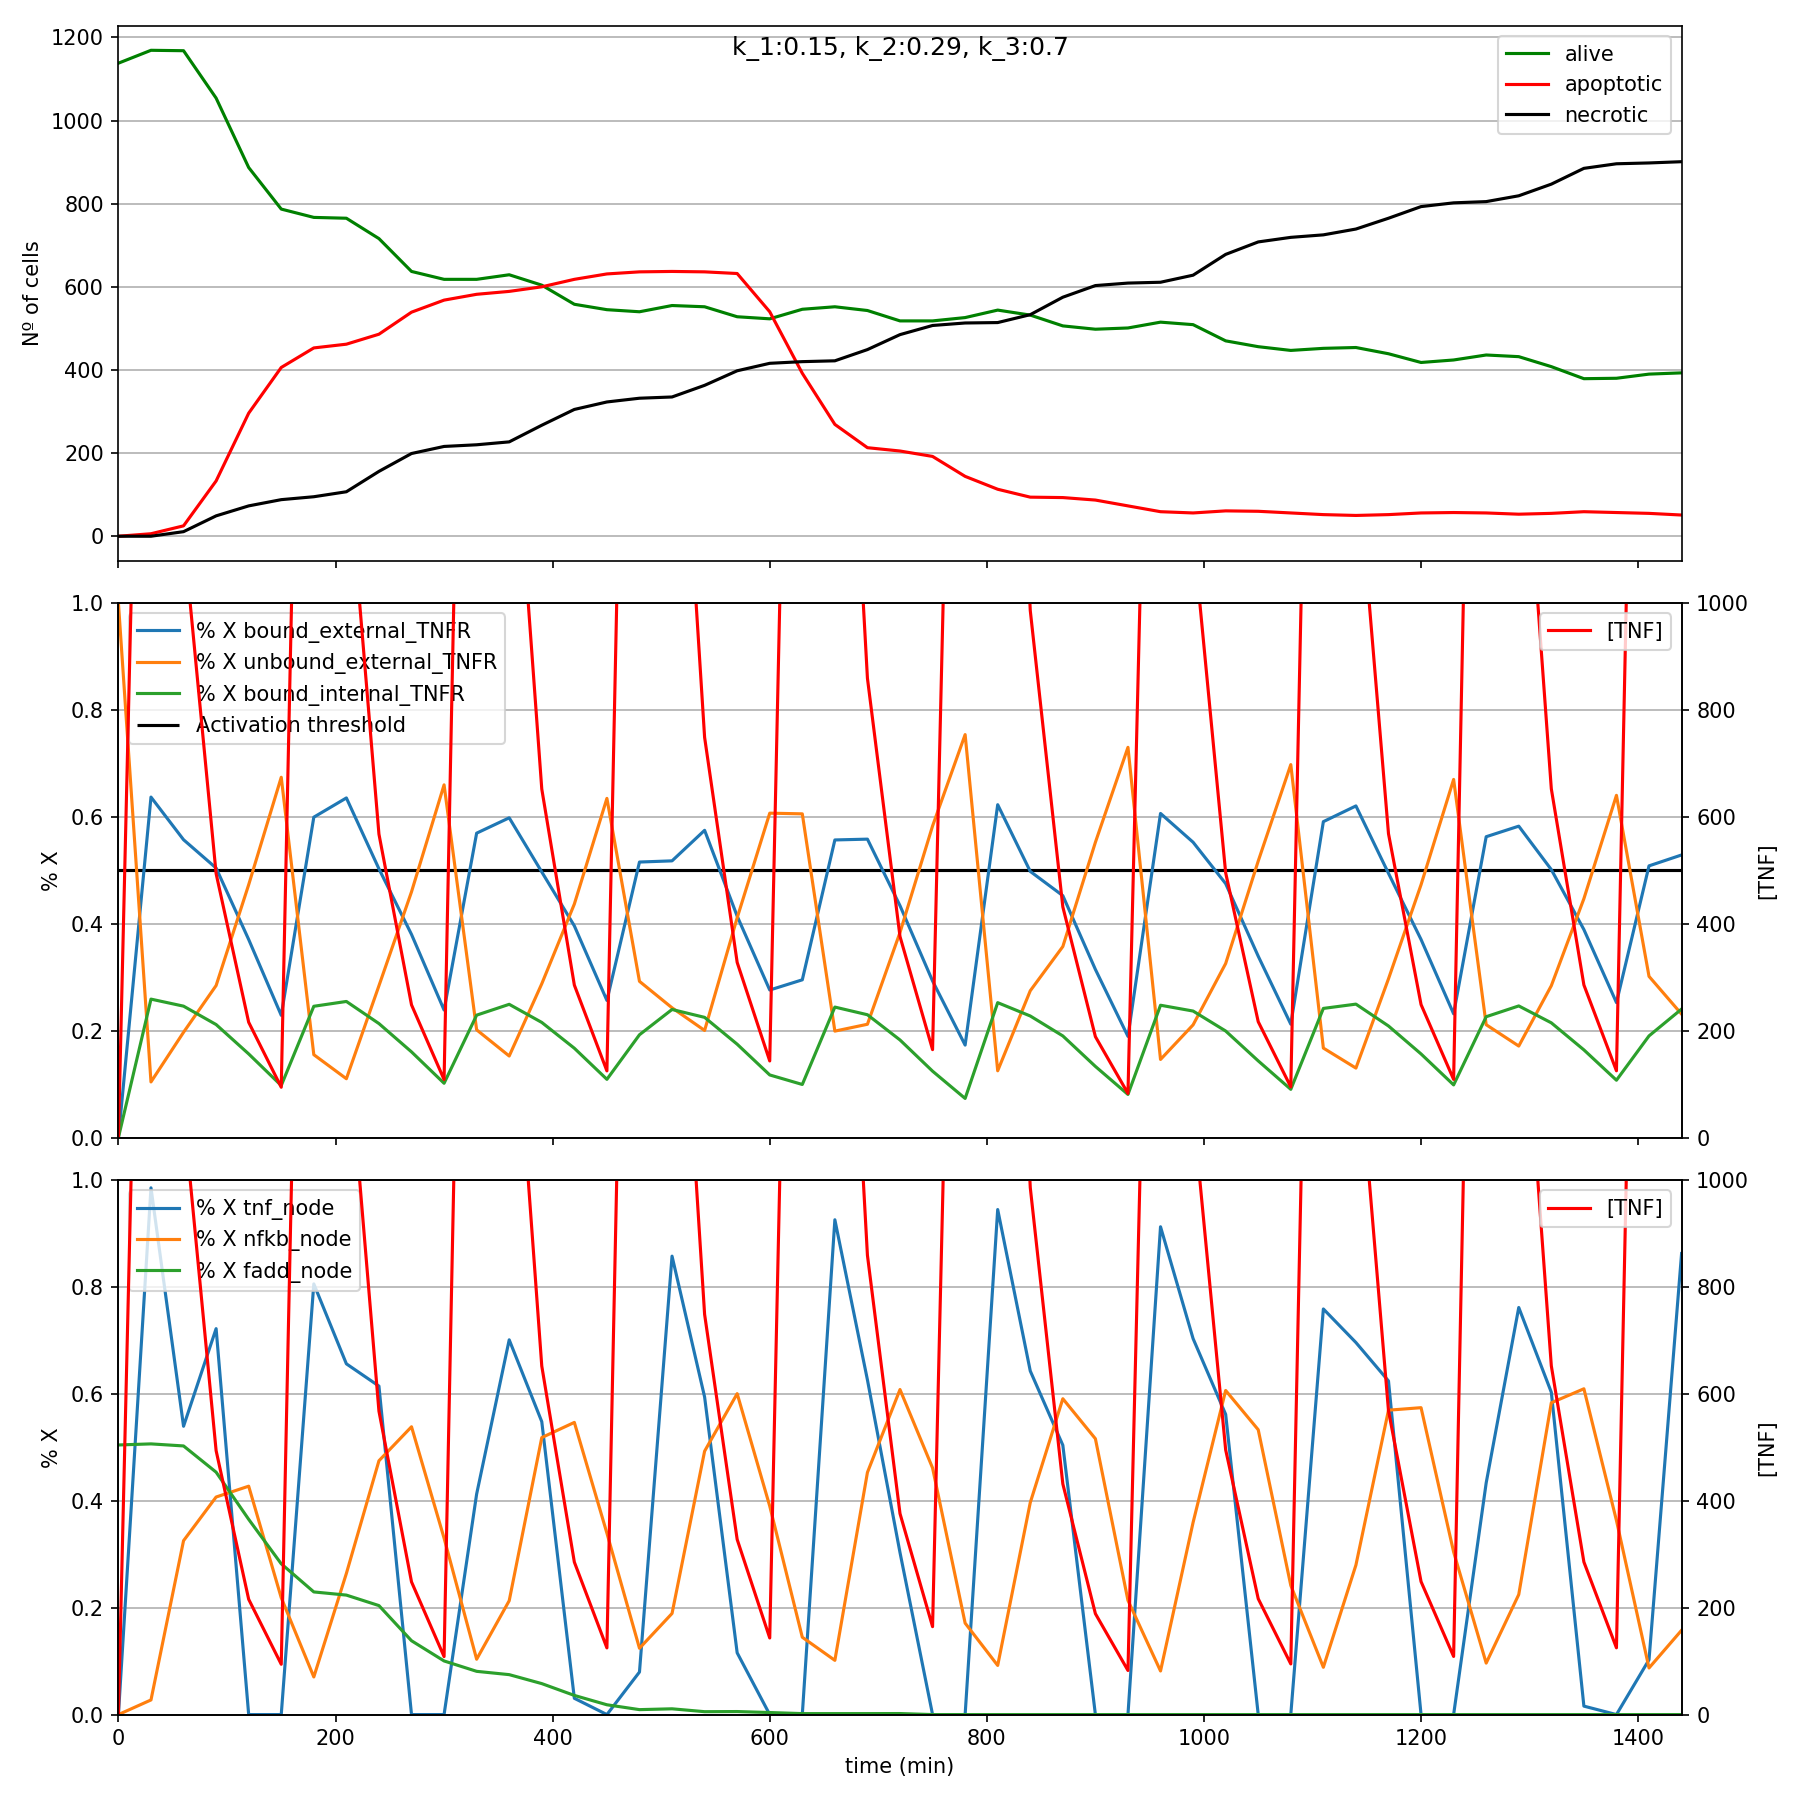 k_1:0.15, k_2:0.29, k_3:0.7
alive
apoptotic
necrotic
1200
1000
800
600
400
200
0
Nº of cells
% X bound_external_TNFR
% X unbound_external_TNFR
% X bound_internal_TNFR
Activation threshold
[TNF]
1.0
0.8
0.6
0.4
0.2
0.0
% X
1000
800
600
400
200
0
[TNF]
% X tnf_node
% X nfkb_node
% X fadd_node
[TNF]
1.0
0.8
0.6
0.4
0.2
0.0
% X
1000
800
600
400
200
0
[TNF]
0 200 400 600 800 1000 1200 1400
time (min)